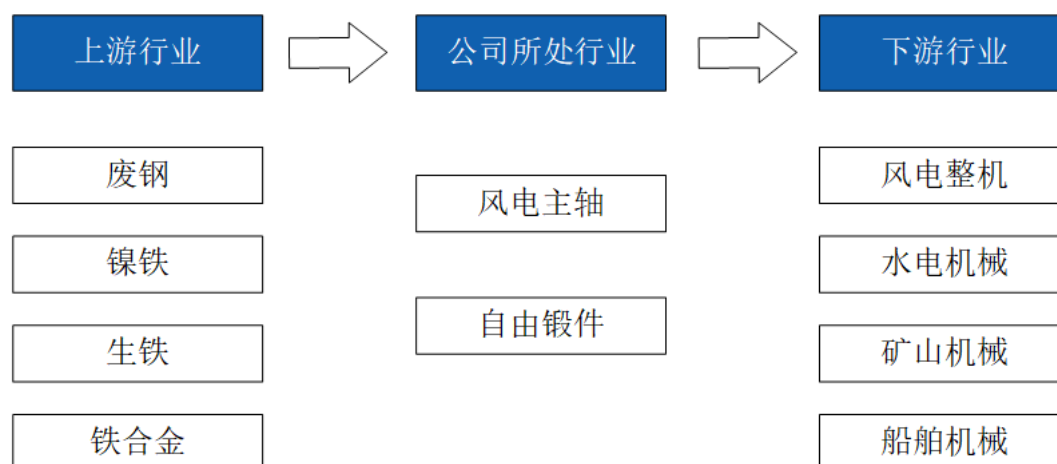 上游行业
公司所处行业
下游行业
废钢
风电整机
风电主轴
镍铁
水电机械
自由锻件
生铁
矿山机械
铁合金
船舶机械